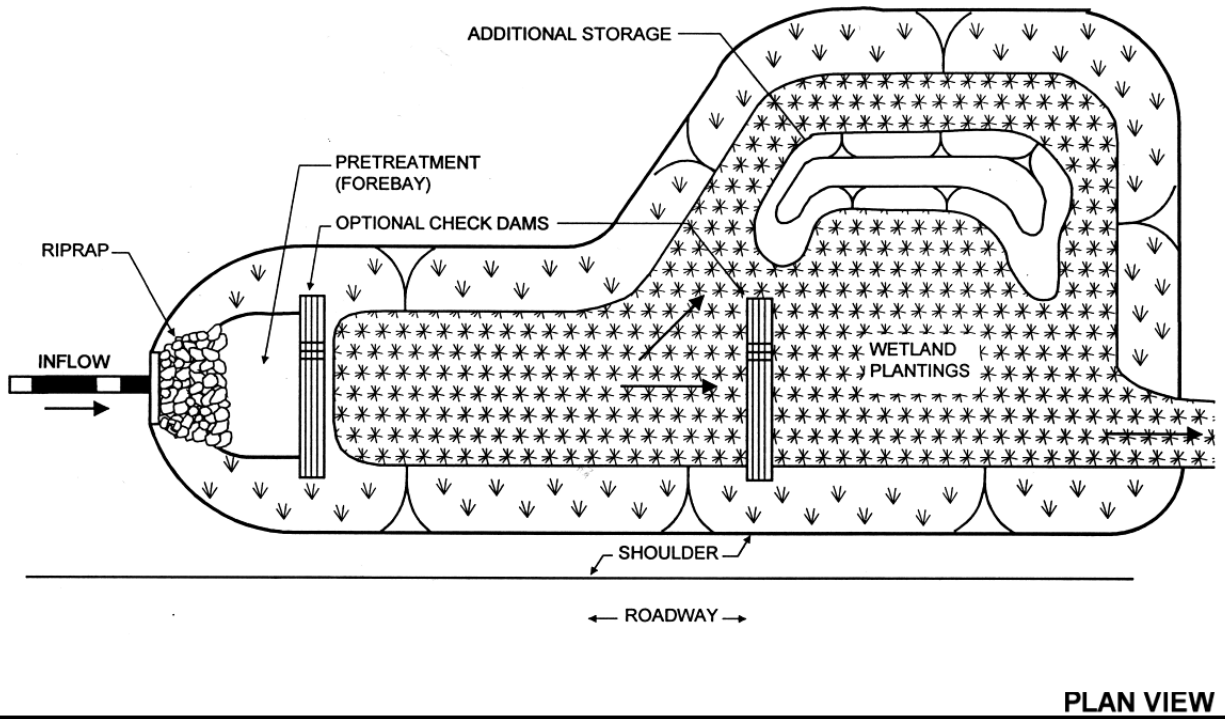 ADDITIONAL STORAGE
PRETREATMENT
(FOREBAY)
OPTIONAL CHECK DAMS
RIPRAP
INFLOW
WETLAND
PLANTINGS
SHOULDER
ROADWAY
PLAN VIEW